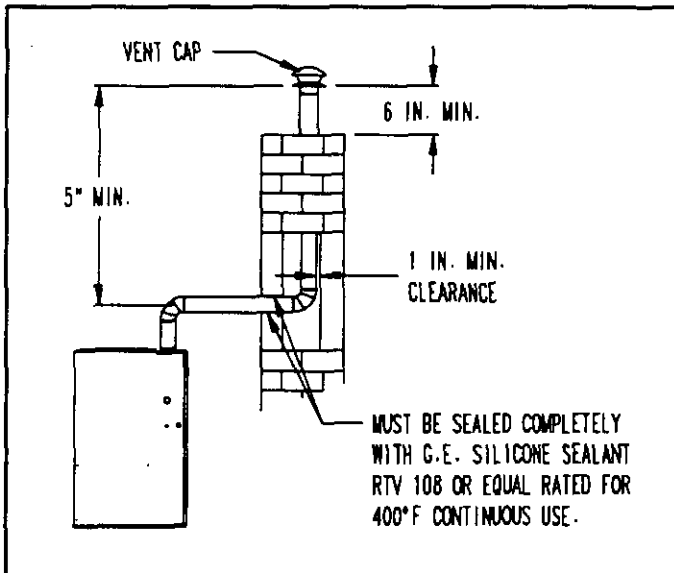 VENT CAP
6 IN. MIN.
5" MIN.
1 IN. MIN.
CLEARANCE
MUST BE SEALED COMPLETELY
WITH G.E. SILICONE SEALANT
RTV 108 OR EQUAL RATED FOR
400°F CONTINUOUS USE.